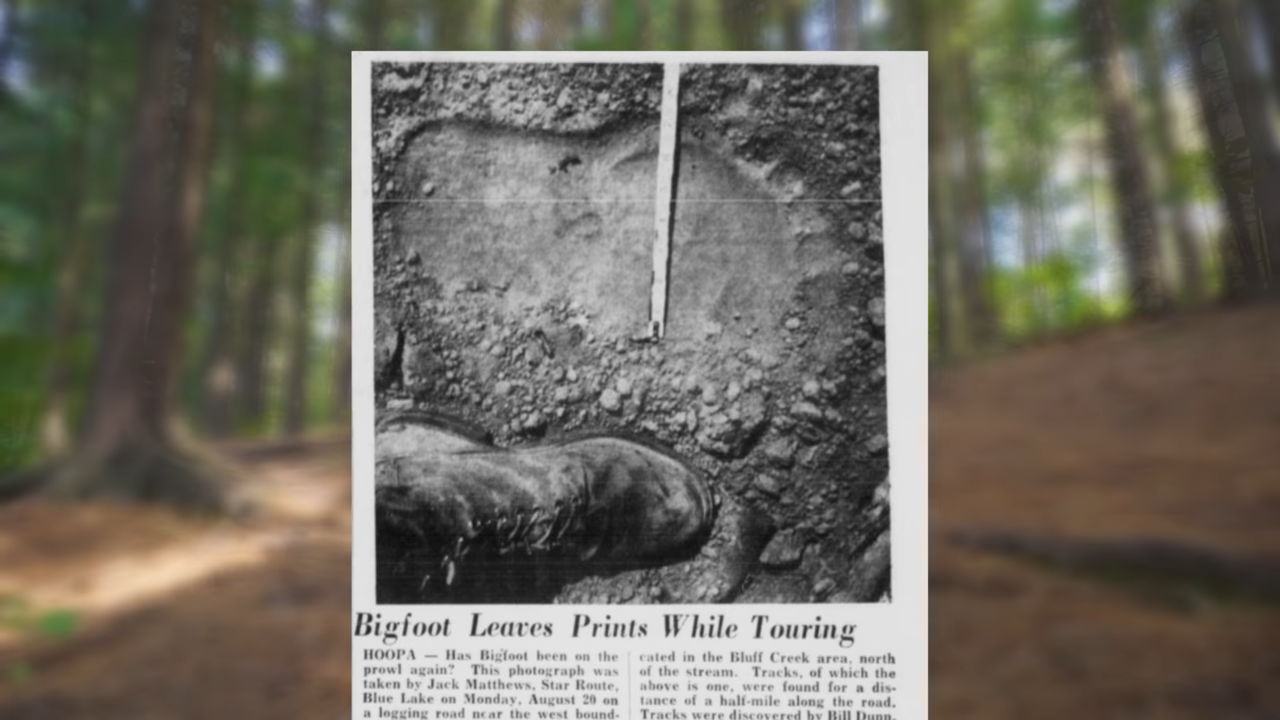 Bigfoot Leaves Prints While Touring
HOOPA — Has Bigfoot been on the
prowl again? This photograph was
taken by Jack Matthews, Star Route,
Blue Lake on Monday, August 20 on
a logging road near the west bound-
cated in the Bluff Creek area, north
of the stream. Tracks, of which the
above is one, were found for a dis-
tance of a half-mile along the road.
Tracks were discovered by Bill Dunn,